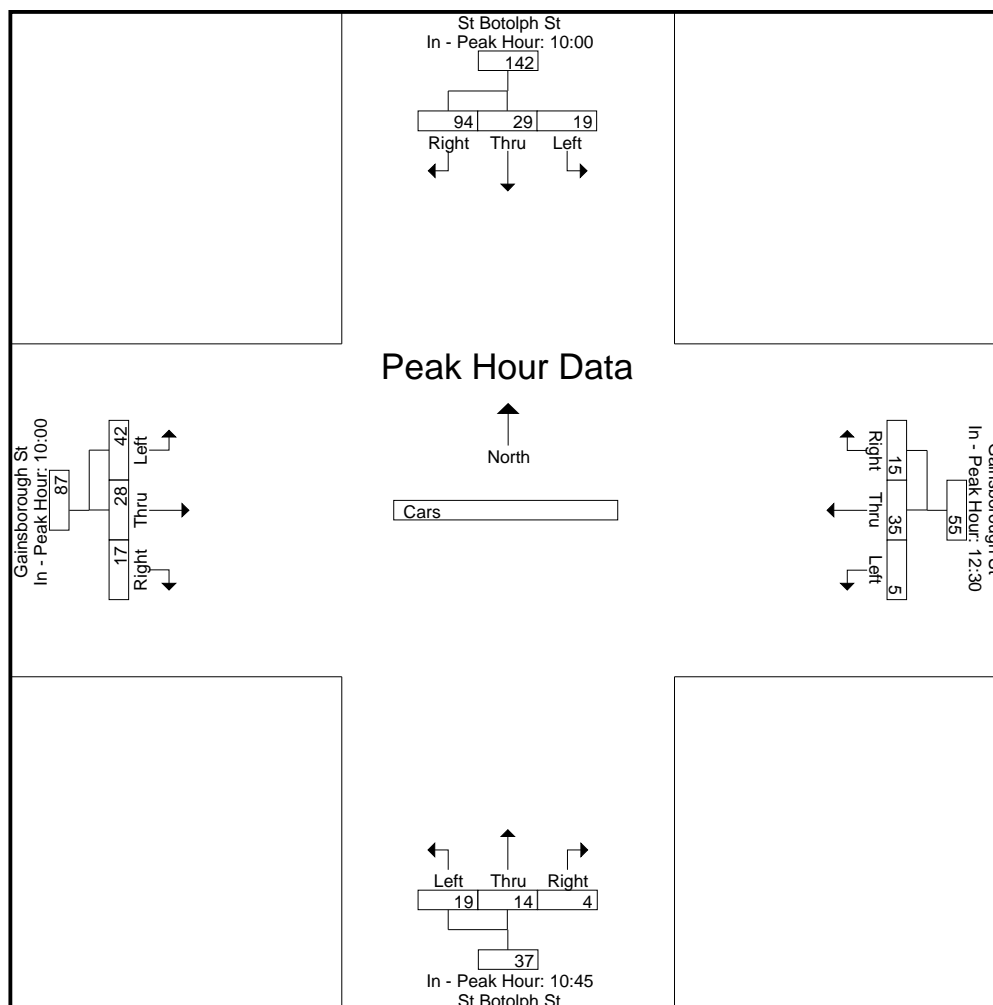 St Botolph St
In - Peak Hour: 10:00
142
94 29 19
Right Thru Left
Peak Hour Data
North
Cars
Gainsborough St
In - Peak Hour: 10:00
87
42 28 17
Left Thru Right
Gainsborough St
In - Peak Hour: 12:30
55
15 35 5
Right Thru Left
Left Thru Right
19 14 4
37
In - Peak Hour: 10:45
St Botolph St